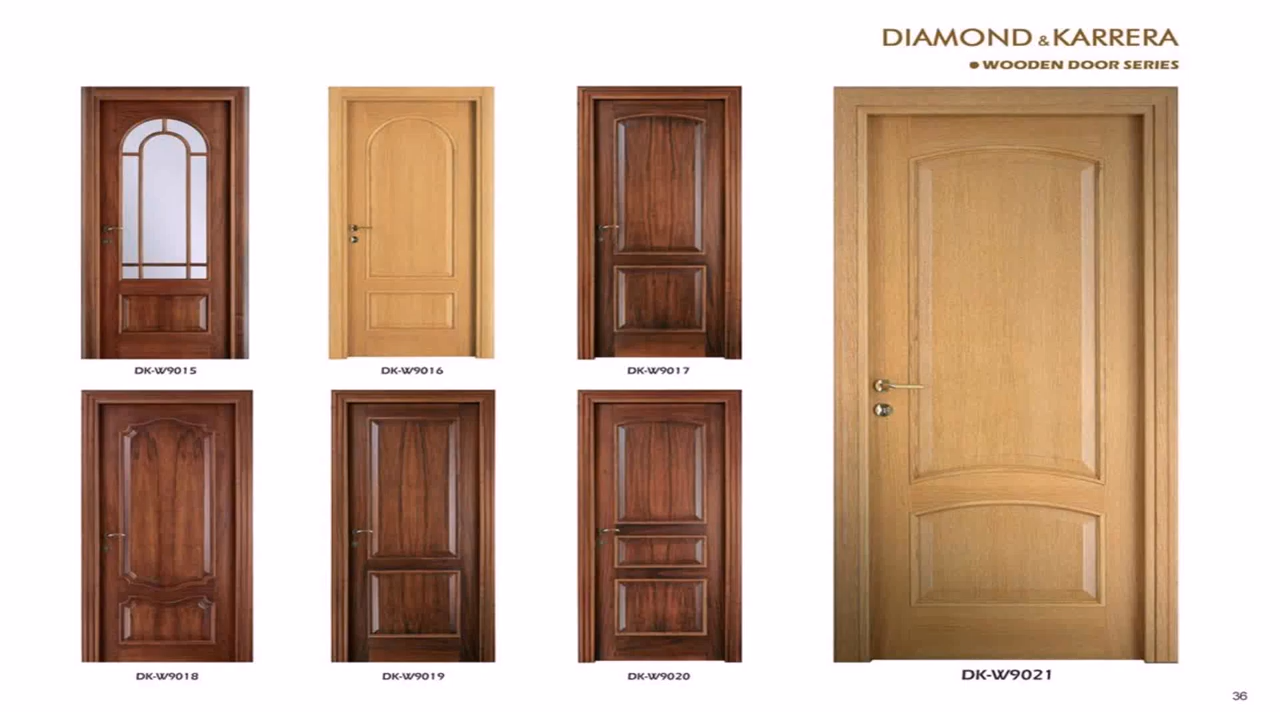 DIAMOND & KARRERA
● WOODEN DOOR SERIES
DK-W9015
DK-W9016
DK-W9017
DK-W9018
DK-W9019
DK-W9020
DK-W9021
36